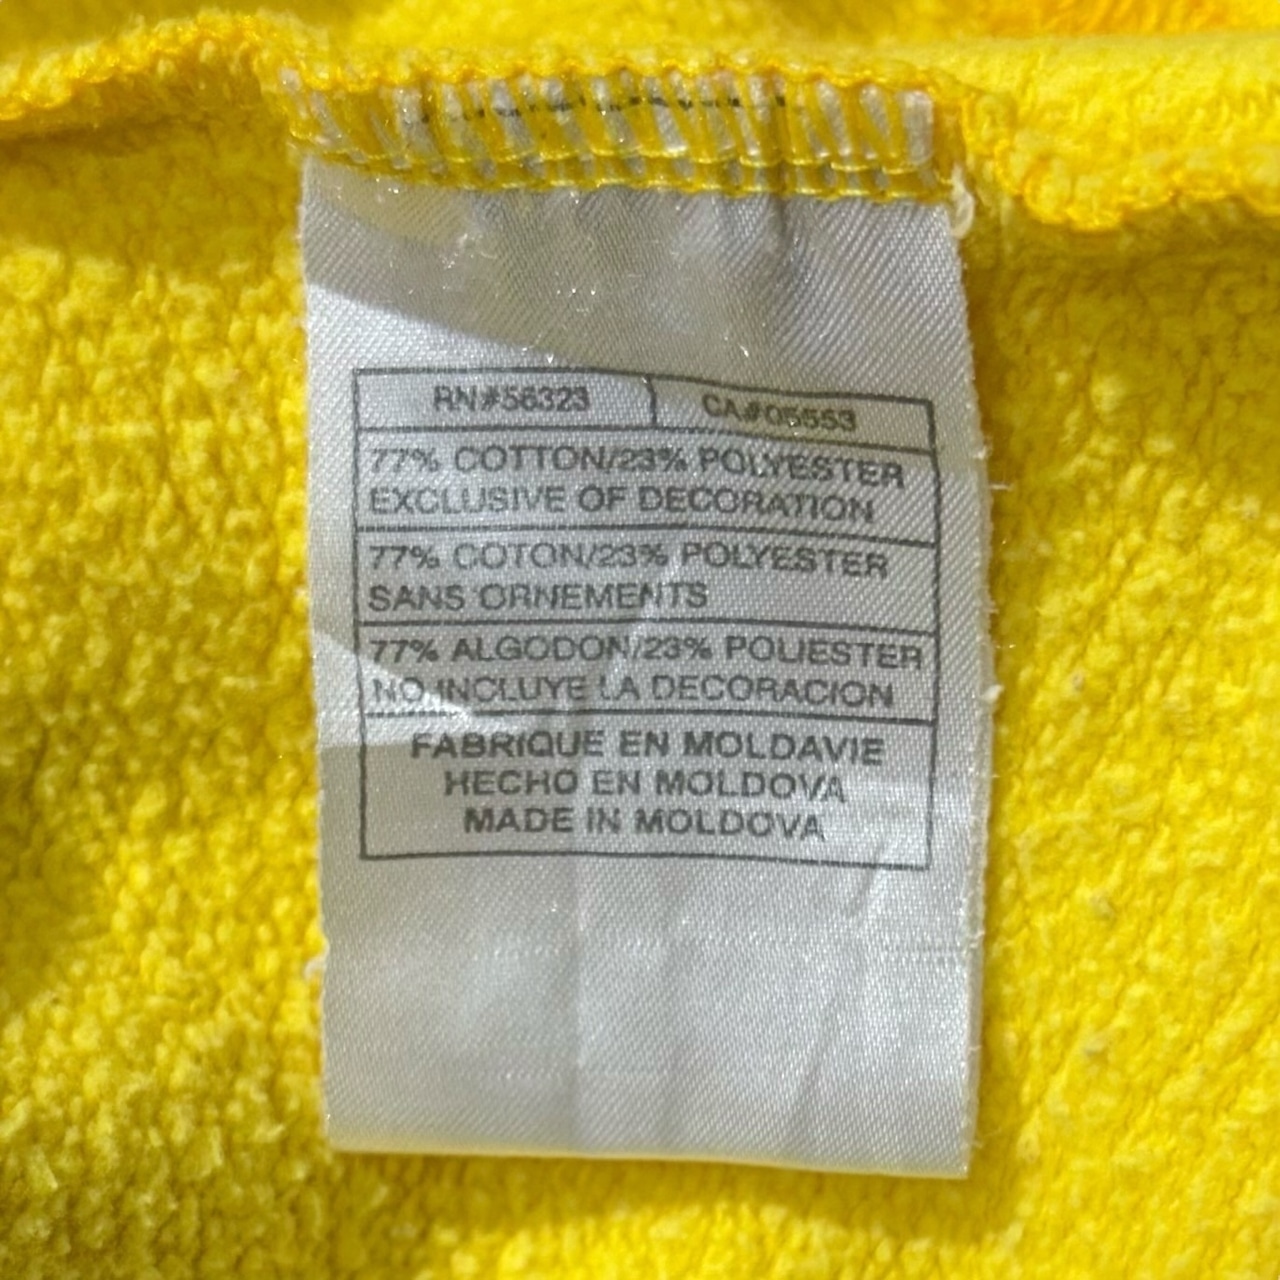 RN#56323 CA#05553
77% COTTON/23% POLYESTER
EXCLUSIVE OF DECORATION
77% COTON/23% POLYESTER
SANS ORNEMENTS
77% ALGODON/23% POLIESTER
NO INCLUYE LA DECORACION
FABRIQUE EN MOLDAVIE
HECHO EN MOLDOVA
MADE IN MOLDOVA